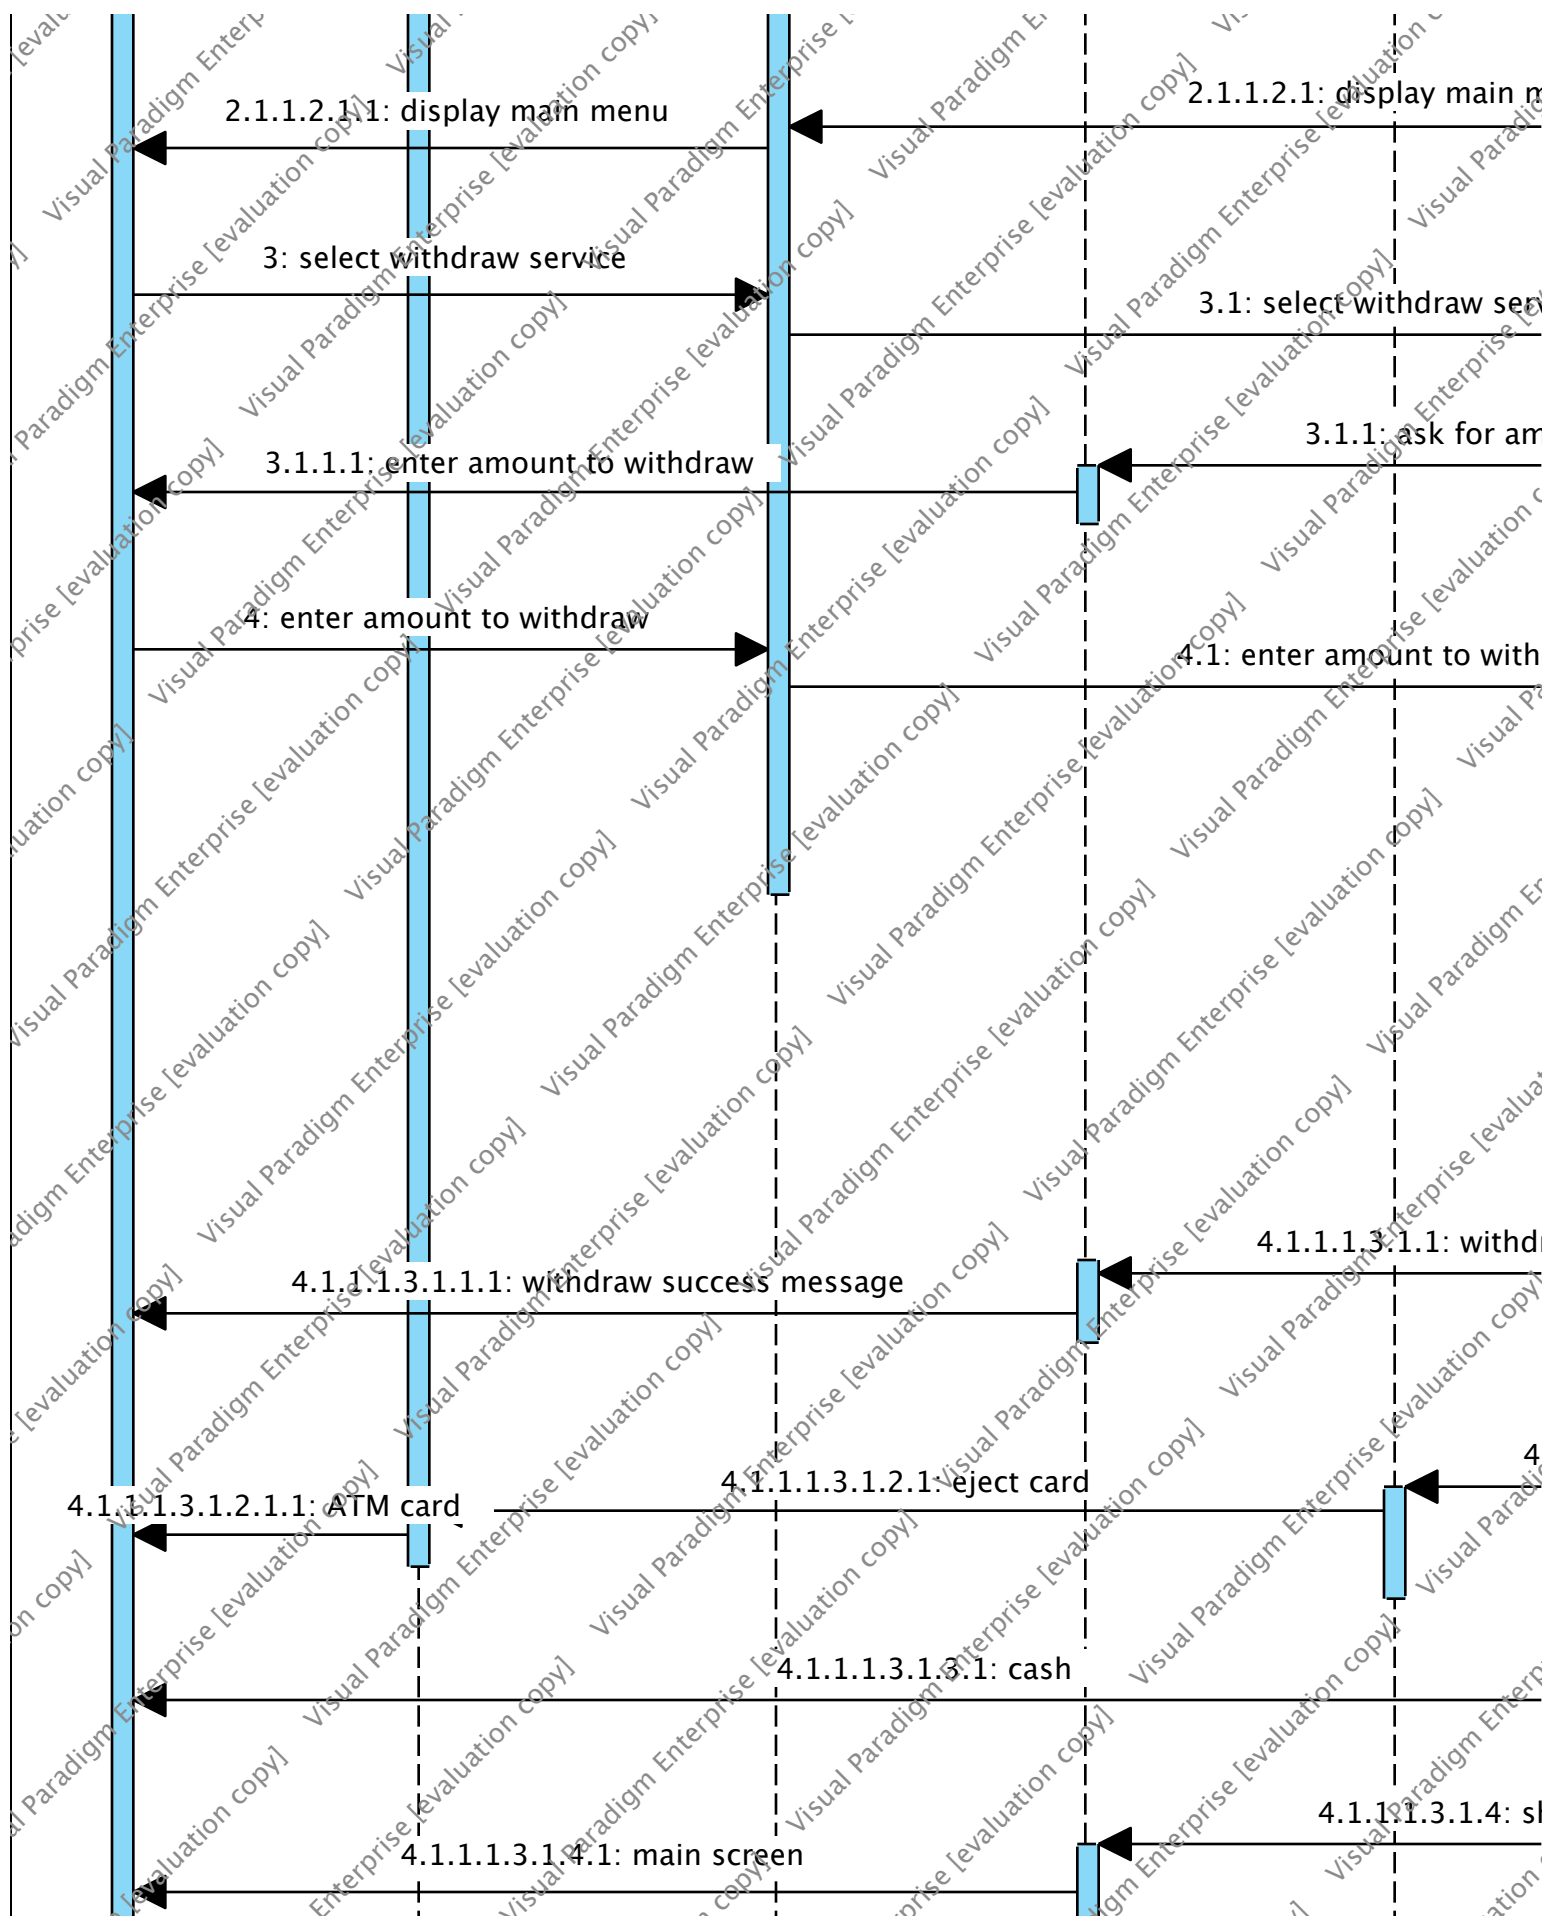 2.1.1.2.1: display main
2.1.1.2.1.1: display main menu
3: select withdraw service
3.1: select withdraw
3.1.1: ask for
3.1.1.1: enter amount to withdraw
4: enter amount to withdraw
4.1: enter amount to
4.1.1.1.3.1.1:
4.1.1.1.3.1.1.1: withdraw success message
4.1.1.1.3.1.2.1: eject card
4.1.1.1.3.1.2.1.1: ATM card
4.1.1.1.3.1.3.1: cash
4.1.1.1.3.1.4:
4.1.1.1.3.1.4.1: main screen
Visual Paradigm Enterprise [evaluation copy]